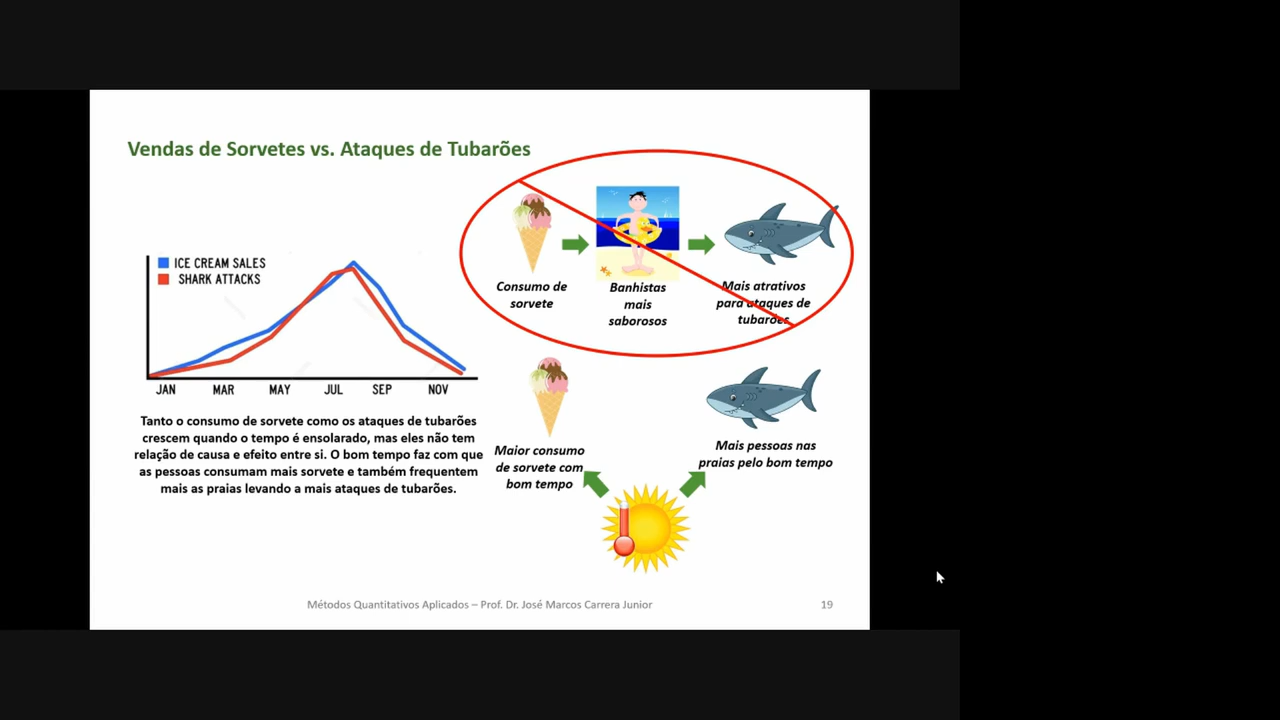 Vendas de Sorvetes vs. Ataques de Tubarões
ICE CREAM SALES
SHARK ATTACKS
JAN MAR MAY JUL SEP NOV
Tanto o consumo de sorvete como os ataques de tubarões
crescem quando o tempo é ensolarado, mas eles não tem
relação de causa e efeito entre si. O bom tempo faz com que
as pessoas consumam mais sorvete e também frequentem
mais as praias levando a mais ataques de tubarões.
Consumo de
sorvete
Banhistas
mais
saborosos
Mais atrativos
para ataques de
tubarões
Maior consumo
de sorvete com
bom tempo
Mais pessoas nas
praias pelo bom tempo
Métodos Quantitativos Aplicados – Prof. Dr. José Marcos Carrera Junior
19